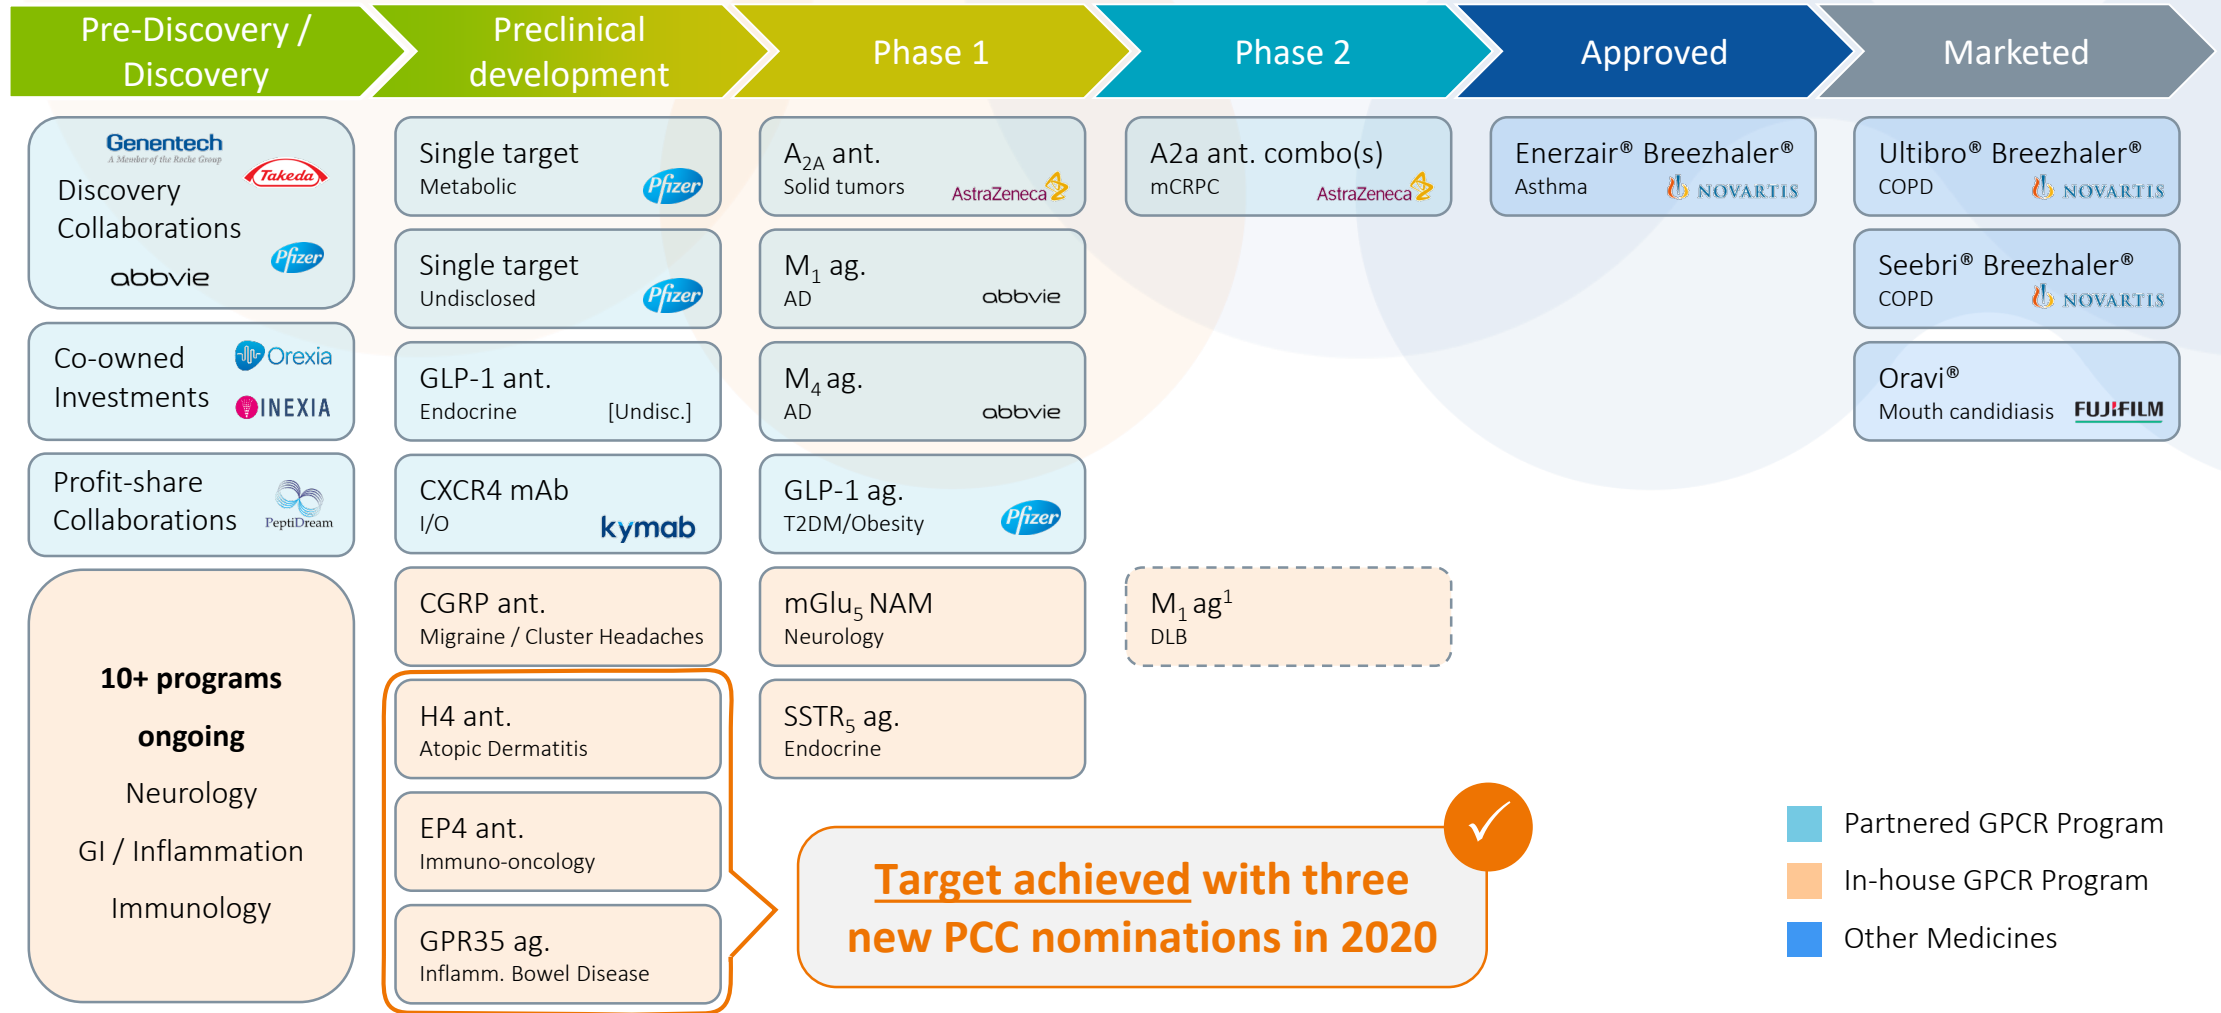 Pre-Discovery /
Discovery
Preclinical
development
Phase 1
Phase 2
Approved
Marketed
Genentech
A Member of the Roche Group
Takeda
Discovery
Collaborations
Pfizer
abbvie
Co-owned
Investments
Orexia
INEXIA
Profit-share
Collaborations
PeptiDream
10+ programs
ongoing
Neurology
GI / Inflammation
Immunology
Single target
Metabolic
Pfizer
Single target
Undisclosed
Pfizer
GLP-1 ant.
Endocrine [Undisc.]
CXCR4 mAb
I/O
kymab
CGRP ant.
Migraine / Cluster Headaches
H4 ant.
Atopic Dermatitis
EP4 ant.
Immuno-oncology
GPR35 ag.
Inflamm. Bowel Disease
A2A ant.
Solid tumors
AstraZeneca
M1 ag.
AD
abbvie
M4 ag.
AD
abbvie
GLP-1 ag.
T2DM/Obesity
Pfizer
mGlu5 NAM
Neurology
SSTR5 ag.
Endocrine
A2a ant. combo(s)
mCRPC
AstraZeneca
M1 ag1
DLB
Enerzair® Breezhaler®
Asthma
NOVARTIS
Ultibro® Breezhaler®
COPD
NOVARTIS
Seebri® Breezhaler®
COPD
NOVARTIS
Oravi®
Mouth candidiasis
FUJIFILM
Target achieved with three
new PCC nominations in 2020
Partnered GPCR Program
In-house GPCR Program
Other Medicines